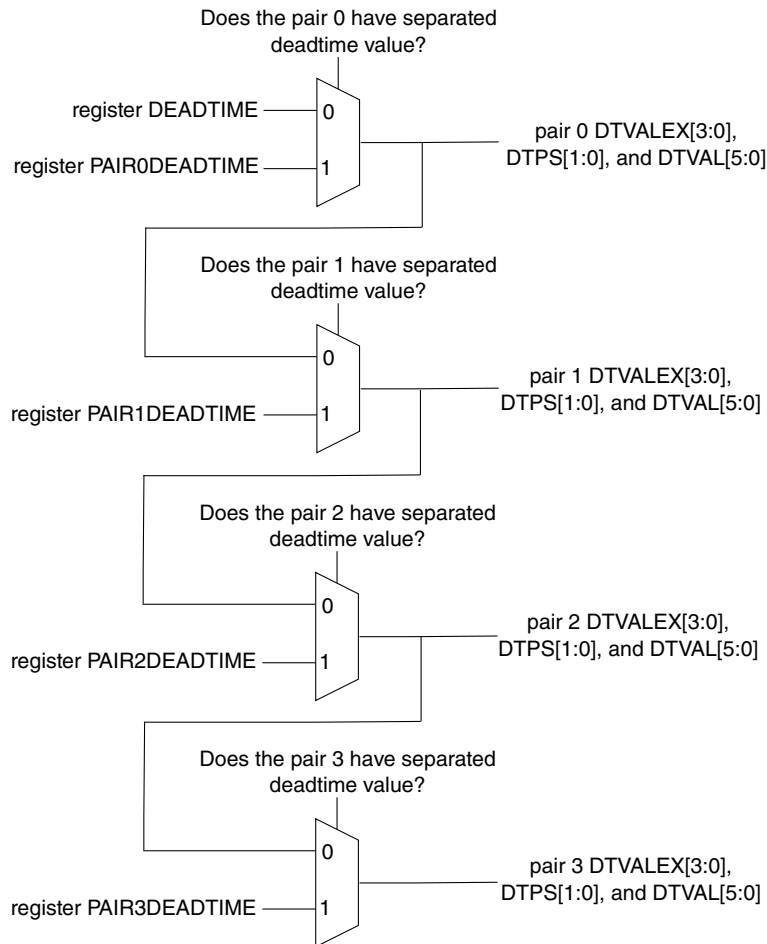 Does the pair 0 have separated
deadtime value?
register DEADTIME
0
register PAIR0DEADTIME
1
pair 0 DTVALEX[3:0],
DTPS[1:0], and DTVAL[5:0]
Does the pair 1 have separated
deadtime value?
0
register PAIR1DEADTIME
1
pair 1 DTVALEX[3:0],
DTPS[1:0], and DTVAL[5:0]
Does the pair 2 have separated
deadtime value?
0
register PAIR2DEADTIME
1
pair 2 DTVALEX[3:0],
DTPS[1:0], and DTVAL[5:0]
Does the pair 3 have separated
deadtime value?
0
register PAIR3DEADTIME
1
pair 3 DTVALEX[3:0],
DTPS[1:0], and DTVAL[5:0]